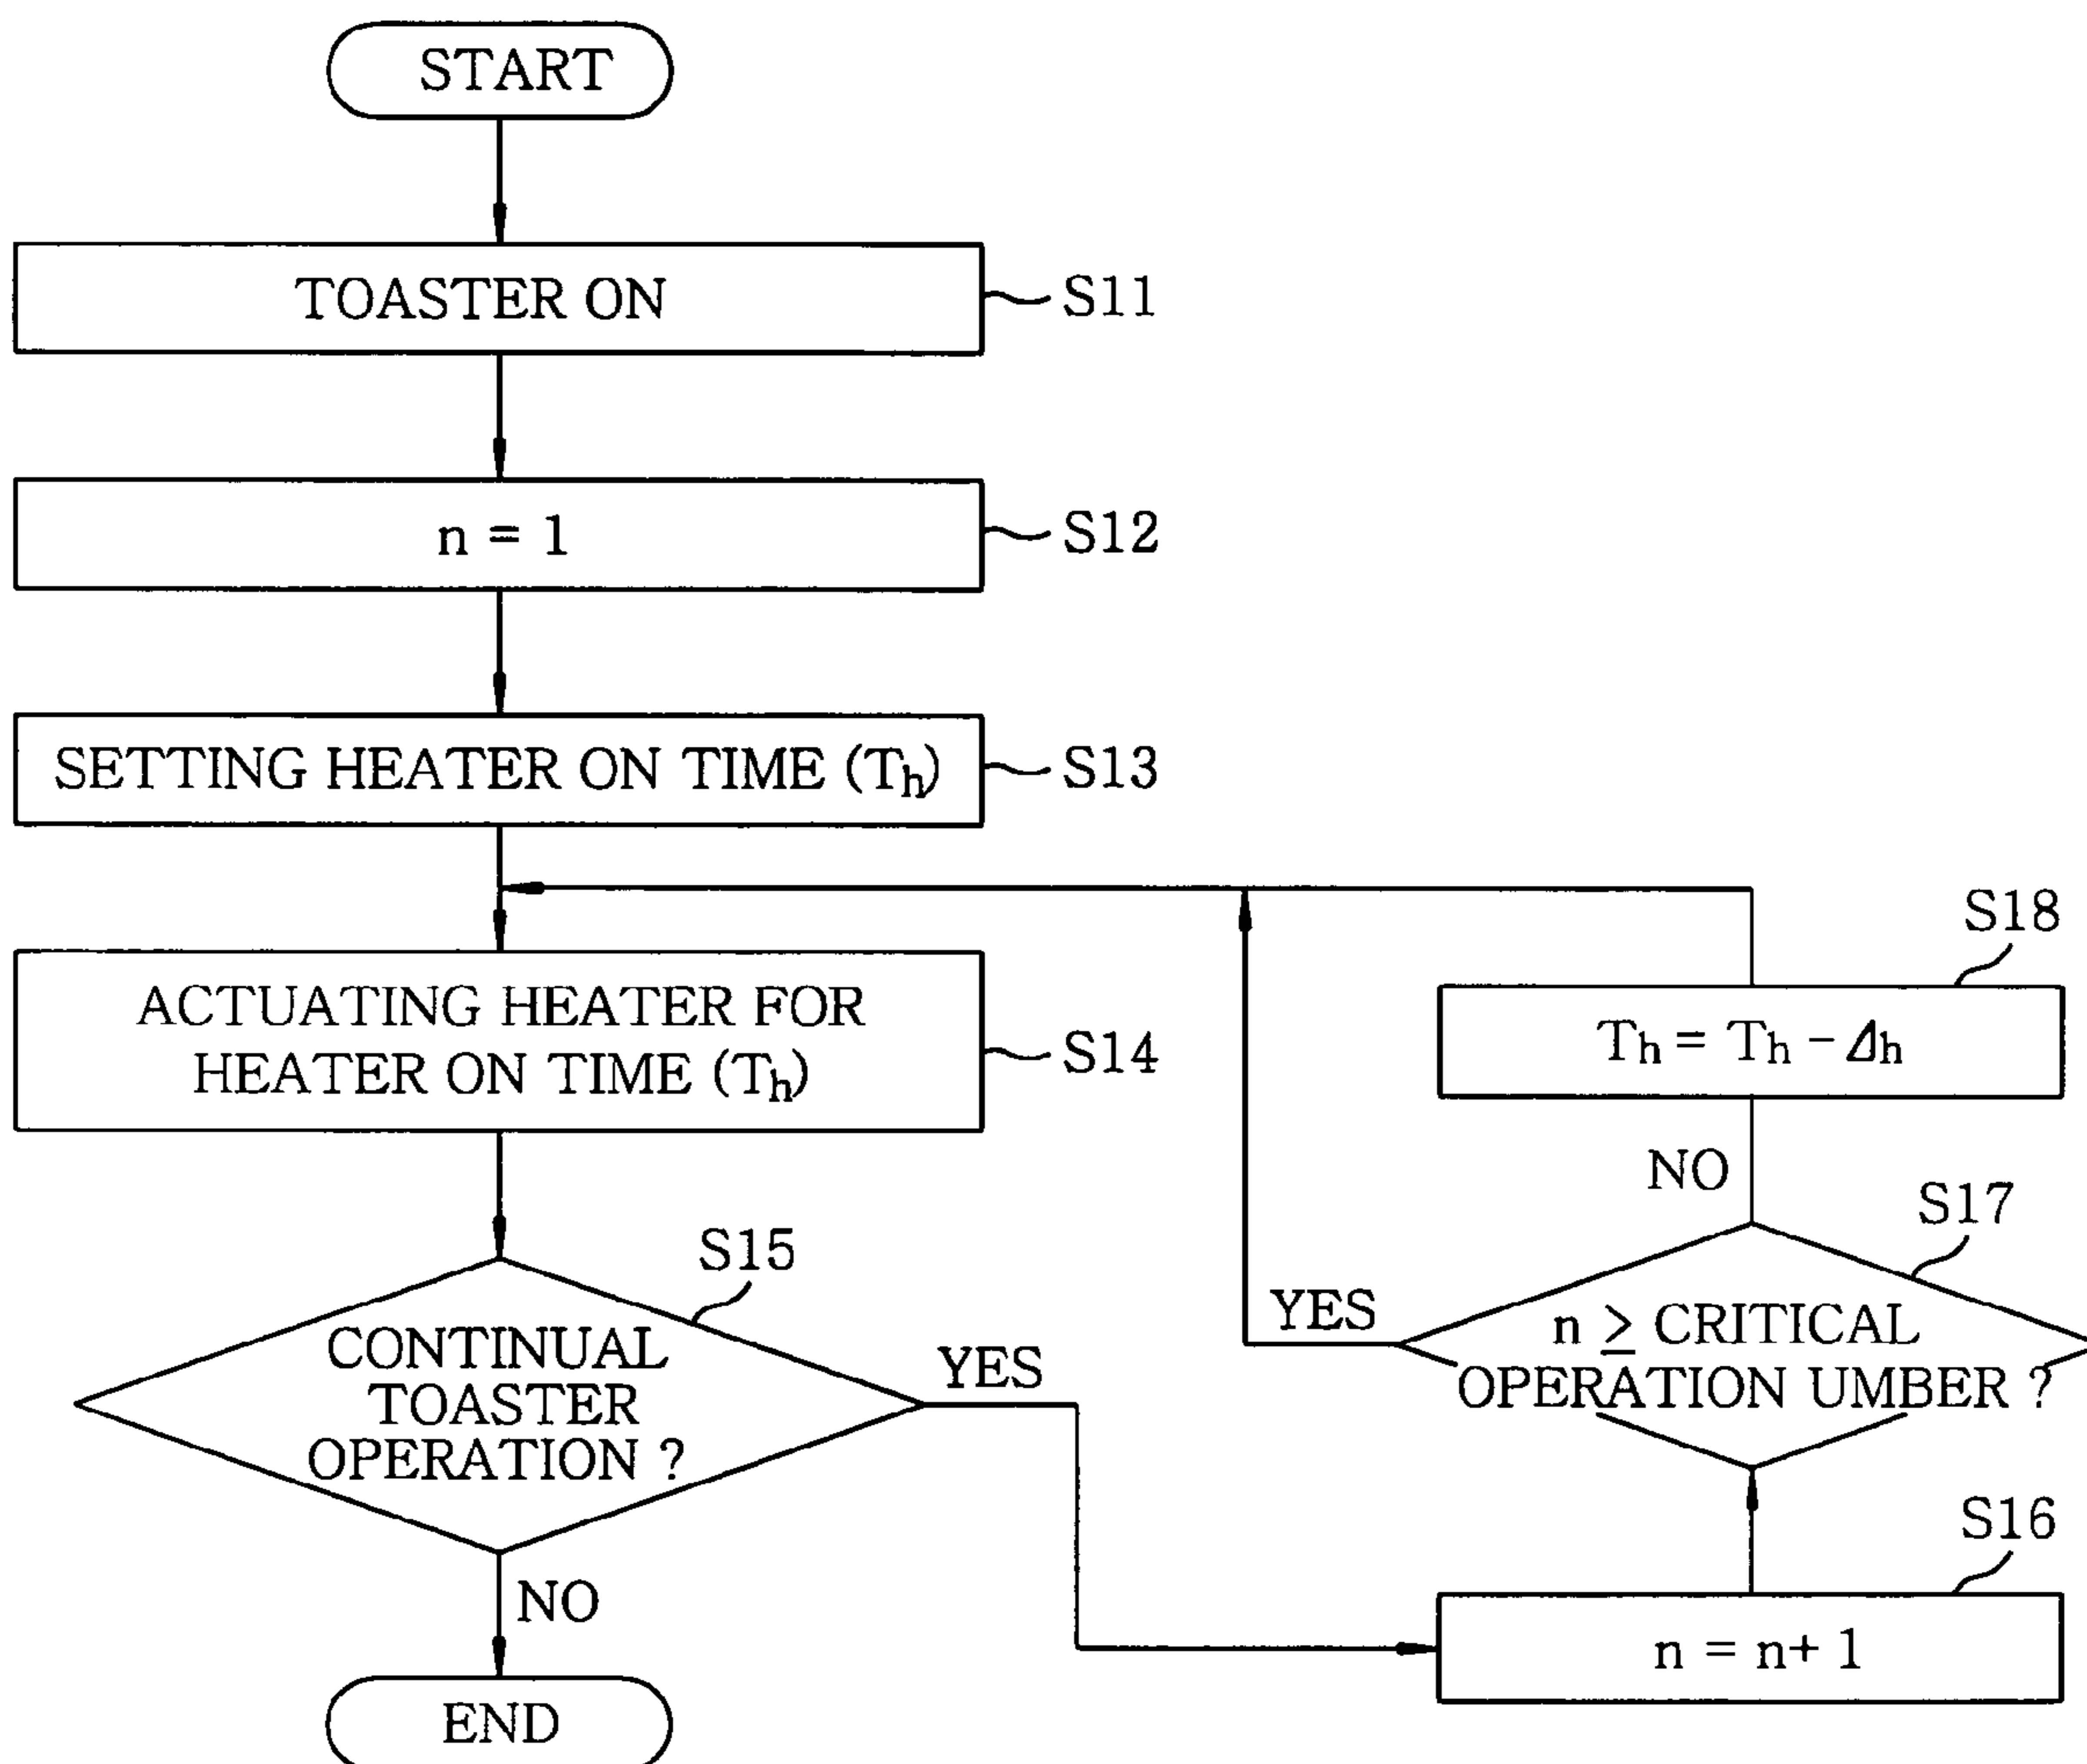 START
TOASTER ON
S11
n = 1
S12
SETTING HEATER ON TIME (Th)
S13
ACTUATING HEATER FOR
HEATER ON TIME (Th)
S14
S15
CONTINUAL
TOASTER
OPERATION ?
YES
NO
END
S18
Th = Th - Δh
NO
S17
YES
n ≥ CRITICAL
OPERATION UMBER ?
S16
n = n+ 1